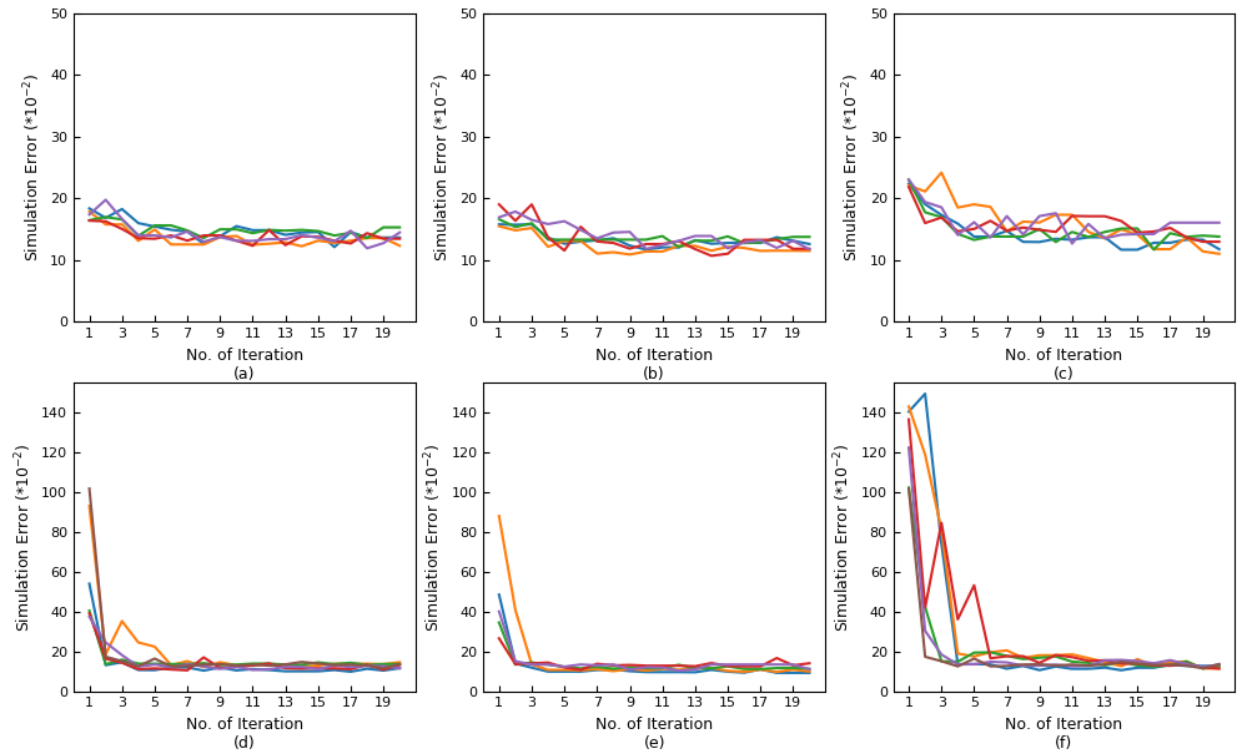 50
40
30
20
10
0
Simulation Error (*10^-2)
1 3 5 7 9 11 13 15 17 19
No. of Iteration
(a)
50
40
30
20
10
0
Simulation Error (*10^-2)
1 3 5 7 9 11 13 15 17 19
No. of Iteration
(b)
50
40
30
20
10
0
Simulation Error (*10^-2)
1 3 5 7 9 11 13 15 17 19
No. of Iteration
(c)
140
120
100
80
60
40
20
0
Simulation Error (*10^-2)
1 3 5 7 9 11 13 15 17 19
No. of Iteration
(d)
140
120
100
80
60
40
20
0
Simulation Error (*10^-2)
1 3 5 7 9 11 13 15 17 19
No. of Iteration
(e)
140
120
100
80
60
40
20
0
Simulation Error (*10^-2)
1 3 5 7 9 11 13 15 17 19
No. of Iteration
(f)